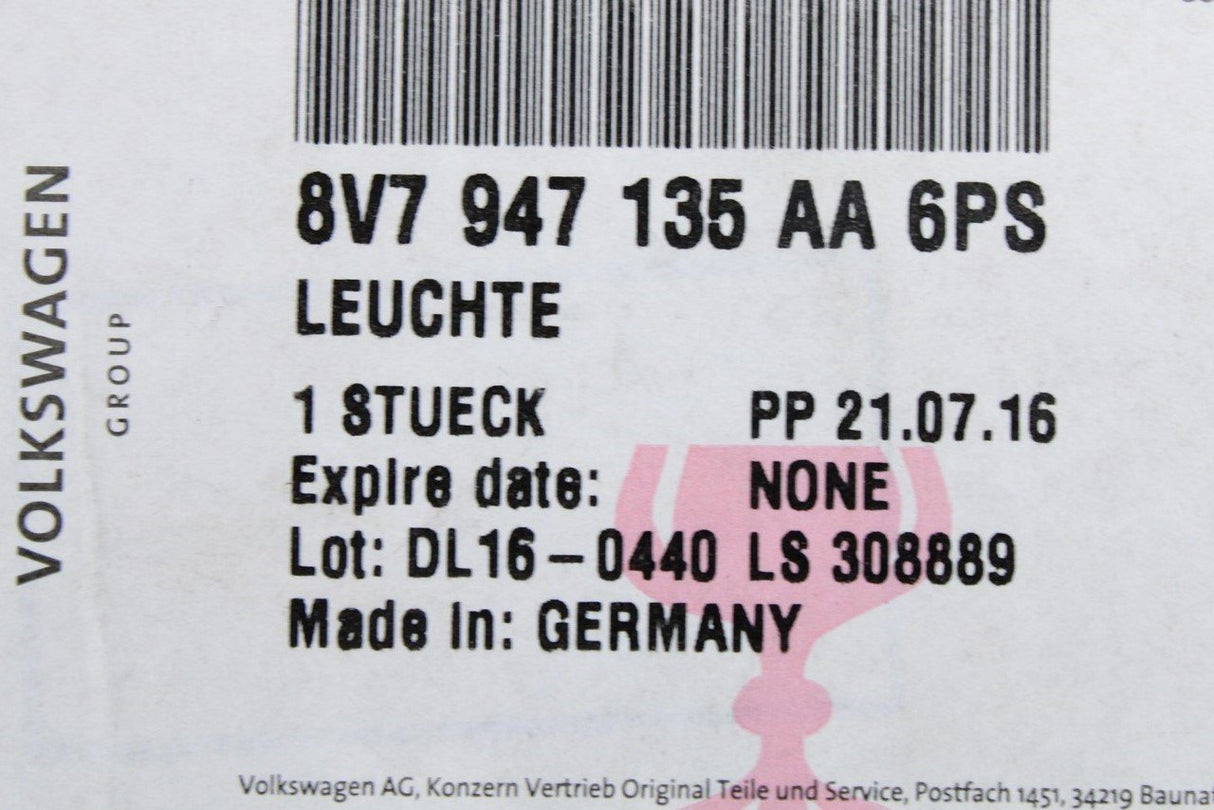 8V7 947 135 AA 6PS
LEUCHTE
1 STUECK PP 21.07.16
Expire date: NONE
Lot: DL16-0440 LS 308889
Made in: GERMANY
VOLKSWAGEN
GROUP
Volkswagen AG, Konzern Vertrieb Original Teile und Service, Postfach 1451, 34219